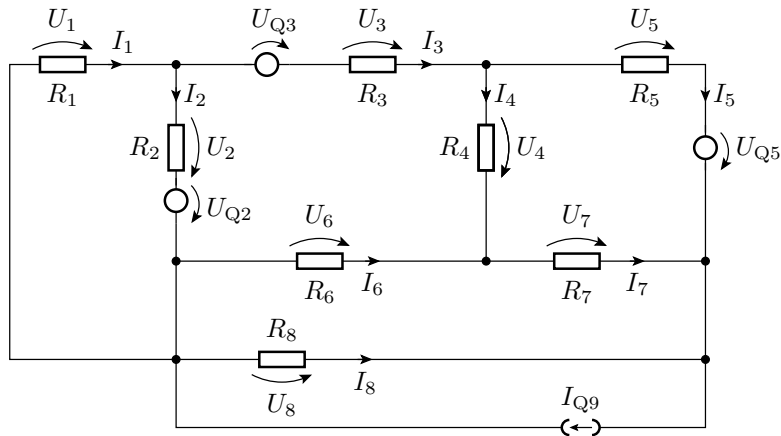 U1 UQ3 U3 U5
I1 I3
R1 R3 R5
I2 I4 I5
R2 U2 R4 U4 UQ5
UQ2
U6 U7
R6 I6 R7 I7
R8
U8 I8
IQ9